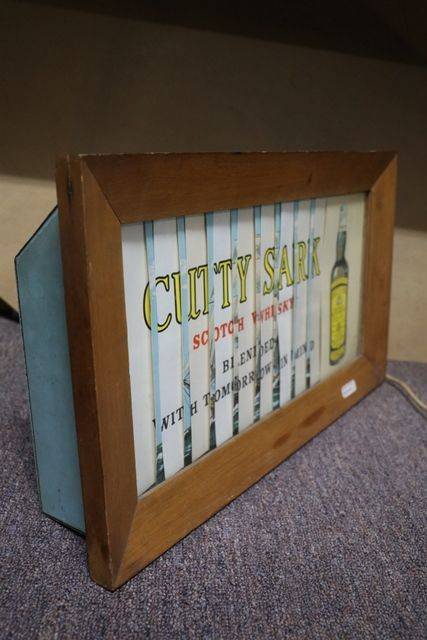 CUTTY SARK
SCOTCH WHISKY
BLENDED
WITH TOMORROW IN MIND